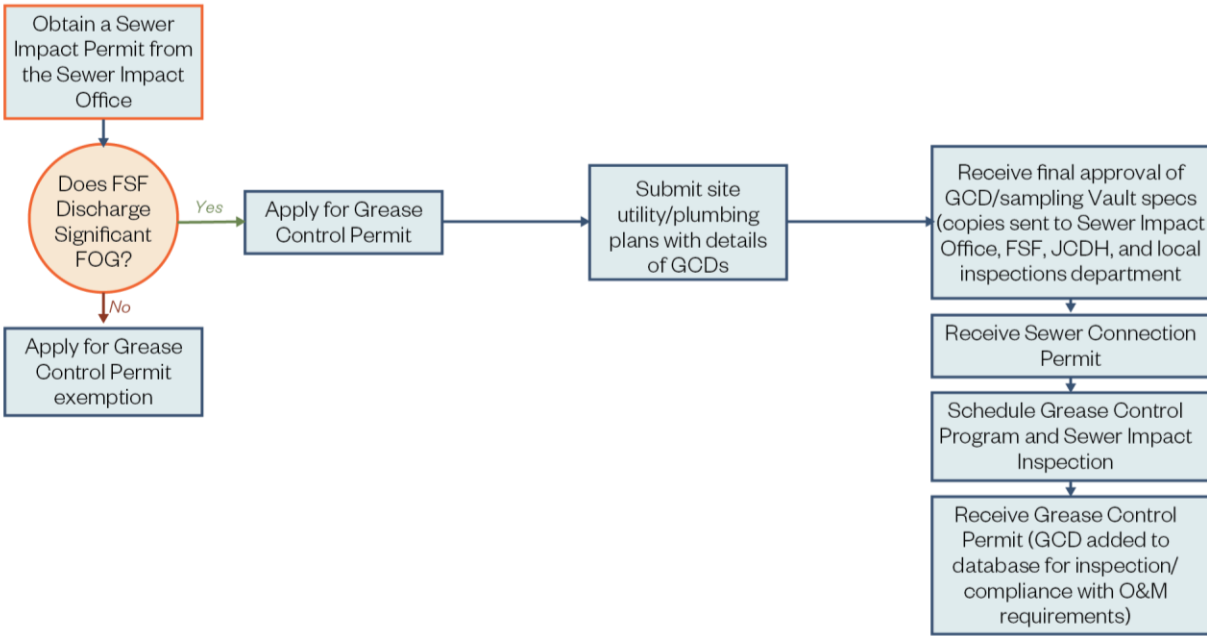 Obtain a Sewer
Impact Permit from
the Sewer Impact
Office
Does FSF
Discharge
Significant
FOG?
Yes
No
Apply for Grease
Control Permit
exemption
Apply for Grease
Control Permit
Submit site
utility/plumbing
plans with details
of GCDs
Receive final approval of
GCD/sampling Vault specs
(copies sent to Sewer Impact
Office, FSF, JCDH, and local
inspections department
Receive Sewer Connection
Permit
Schedule Grease Control
Program and Sewer Impact
Inspection
Receive Grease Control
Permit (GCD added to
database for inspection/
compliance with O&M
requirements)